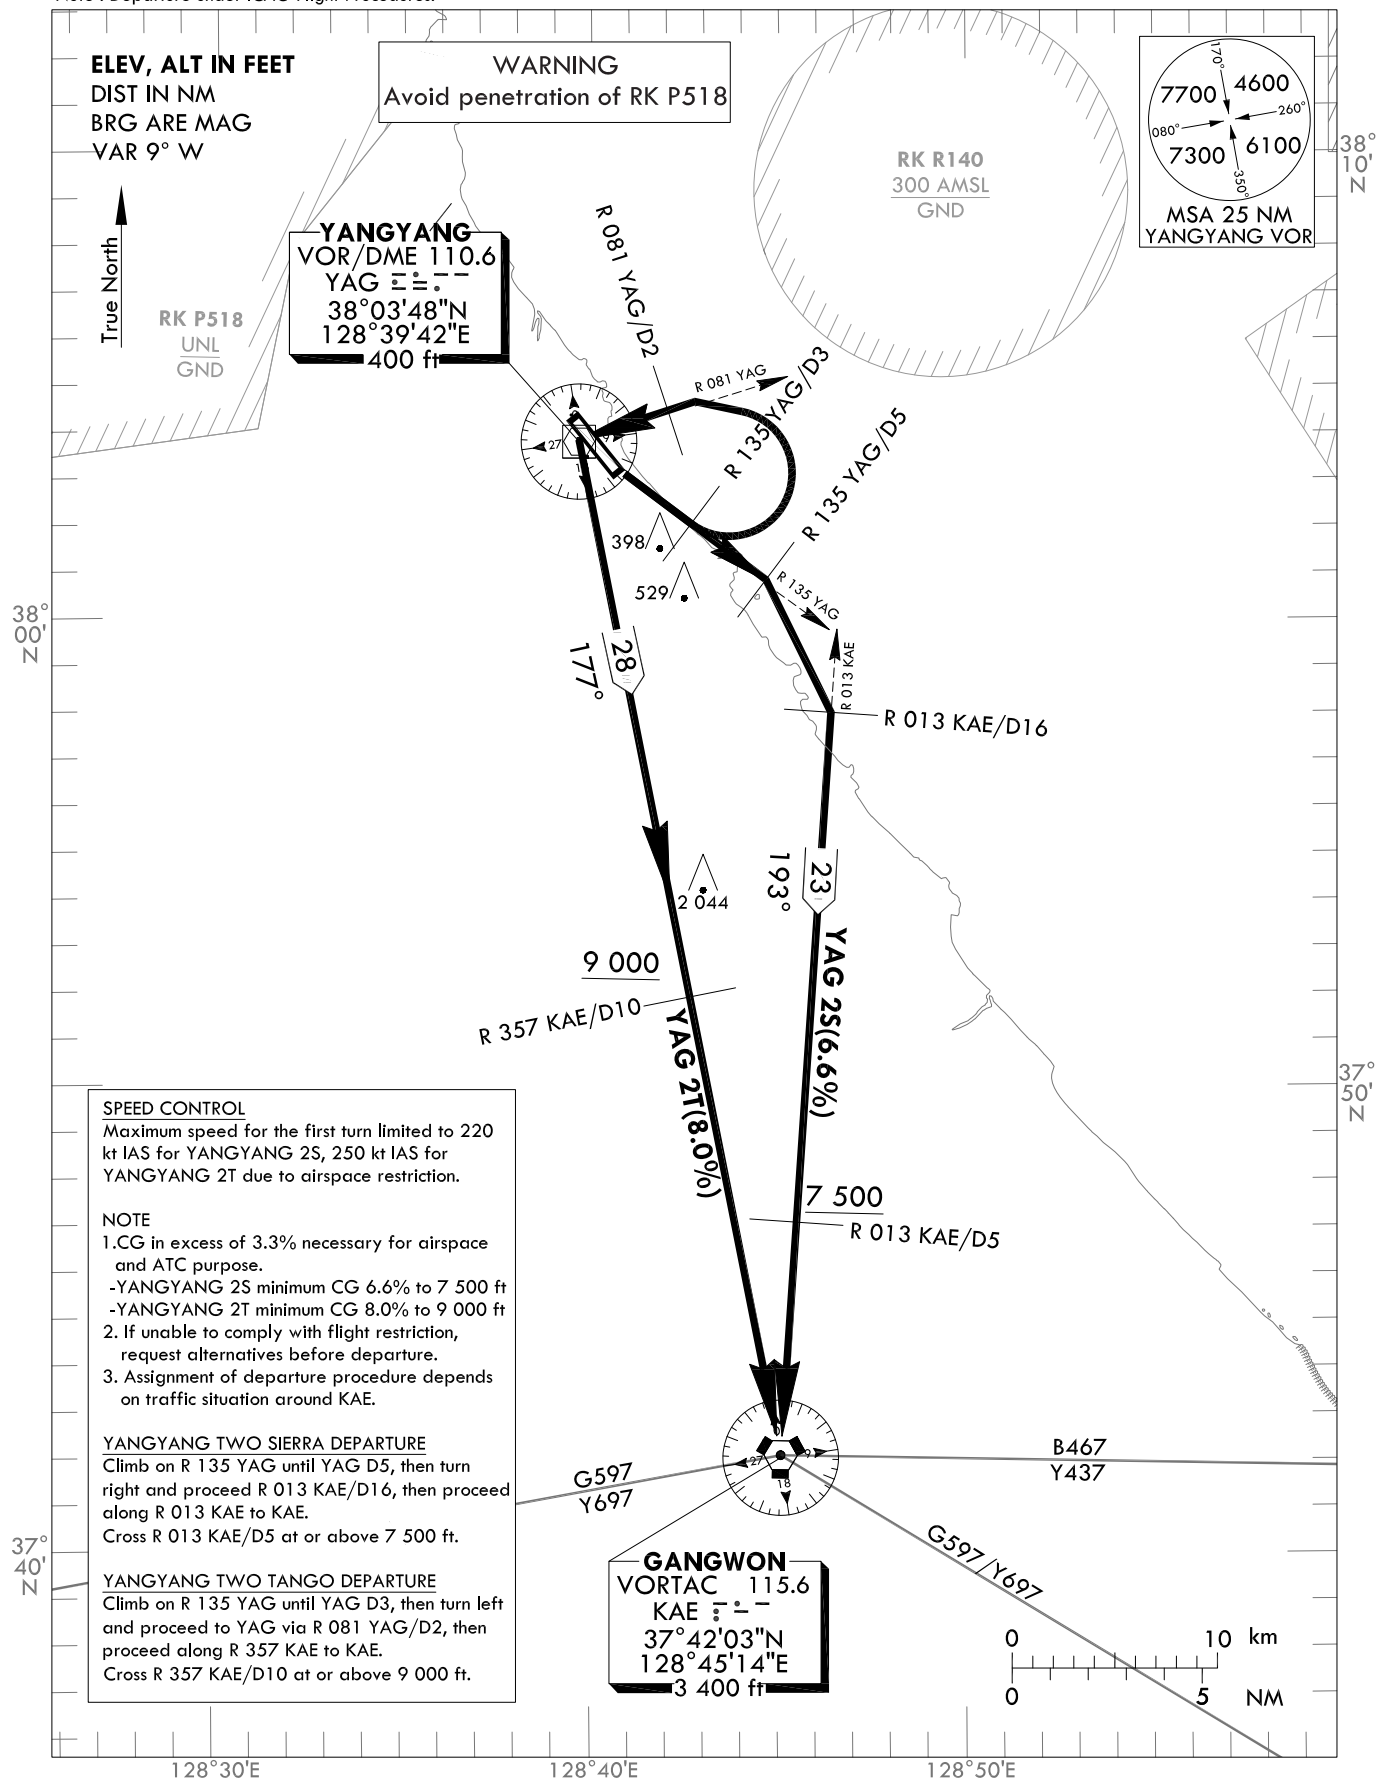 ELEV, ALT IN FEET
DIST IN NM
BRG ARE MAG
VAR 9° W
True North
WARNING
Avoid penetration of RK P518
RK R140
300 AMSL
GND
170°
7700
4600
260°
080°
7300
6100
350°
MSA 25 NM
YANGYANG VOR
38°
10'
N
YANGYANG
VOR/DME 110.6
YAG
38°03'48"N
128°39'42"E
400 ft
RK P518
UNL
GND
R 081 YAG/D2
R 081 YAG
R 135 YAG/D3
R 135 YAG/D5
27
398
529
R 135 YAG
R 013 KAE
38°
00'
N
28
177°
R 013 KAE/D16
23
193°
2 044
9 000
R 357 KAE/D10
YAG 2T(8.0%)
YAG 2S(6.6%)
37°
50'
N
7 500
R 013 KAE/D5
SPEED CONTROL
Maximum speed for the first turn limited to 220
kt IAS for YANGYANG 2S, 250 kt IAS for
YANGYANG 2T due to airspace restriction.
NOTE
1.CG in excess of 3.3% necessary for airspace
and ATC purpose.
-YANGYANG 2S minimum CG 6.6% to 7 500 ft
-YANGYANG 2T minimum CG 8.0% to 9 000 ft
2. If unable to comply with flight restriction,
request alternatives before departure.
3. Assignment of departure procedure depends
on traffic situation around KAE.
YANGYANG TWO SIERRA DEPARTURE
Climb on R 135 YAG until YAG D5, then turn
right and proceed R 013 KAE/D16, then proceed
along R 013 KAE to KAE.
Cross R 013 KAE/D5 at or above 7 500 ft.
YANGYANG TWO TANGO DEPARTURE
Climb on R 135 YAG until YAG D3, then turn left
and proceed to YAG via R 081 YAG/D2, then
proceed along R 357 KAE to KAE.
Cross R 357 KAE/D10 at or above 9 000 ft.
0
9
18
27
G597
Y697
B467
Y437
G597/Y697
37°
40'
N
GANGWON
VORTAC 115.6
KAE
37°42'03"N
128°45'14"E
3 400 ft
0 10 km
0 5 NM
128°30'E
128°40'E
128°50'E